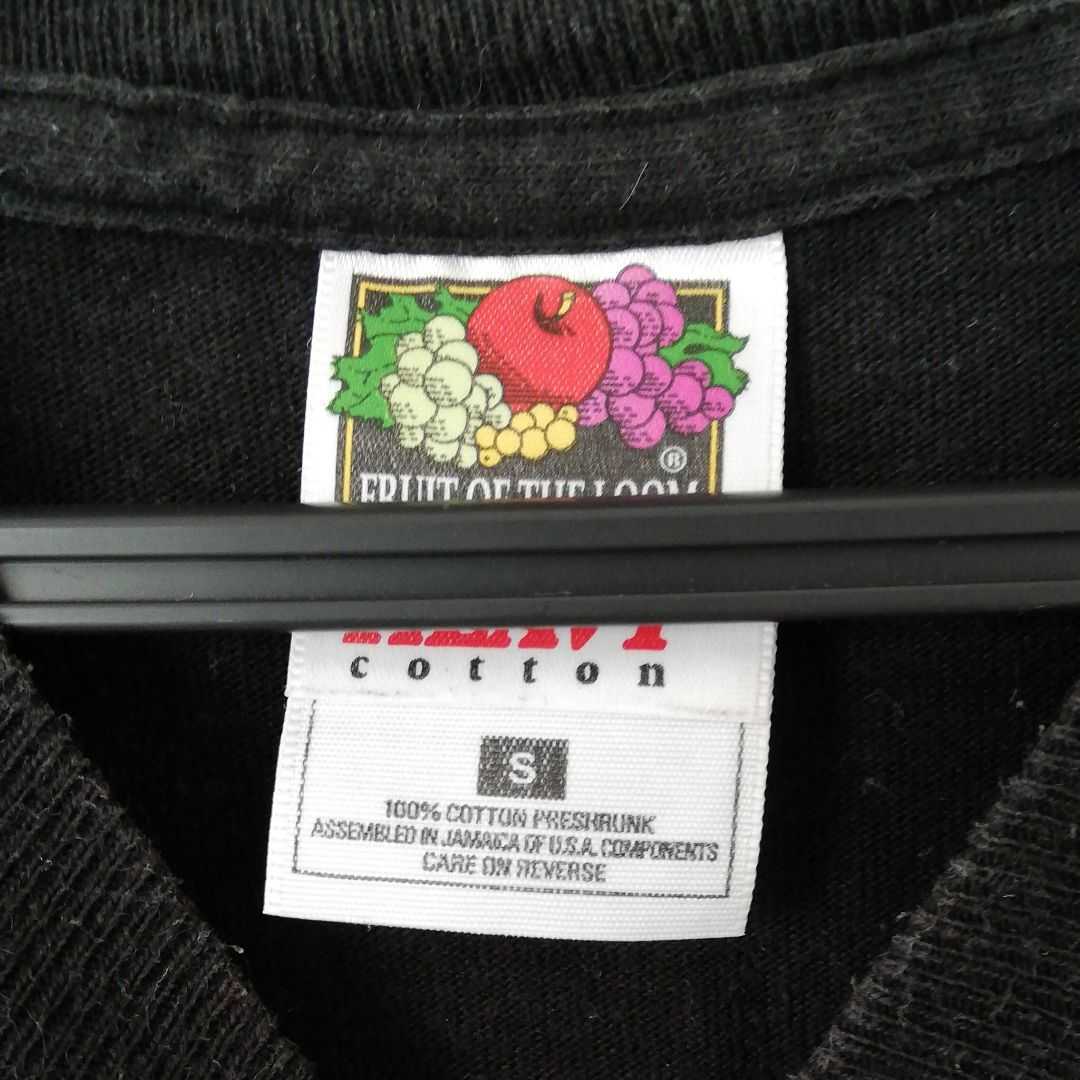 ®
FRUIT OF THE LOOM
cotton
S
100% COTTON PRESHRUNK
ASSEMBLED IN JAMAICA OF U.S.A. COMPONENTS
CARE ON REVERSE